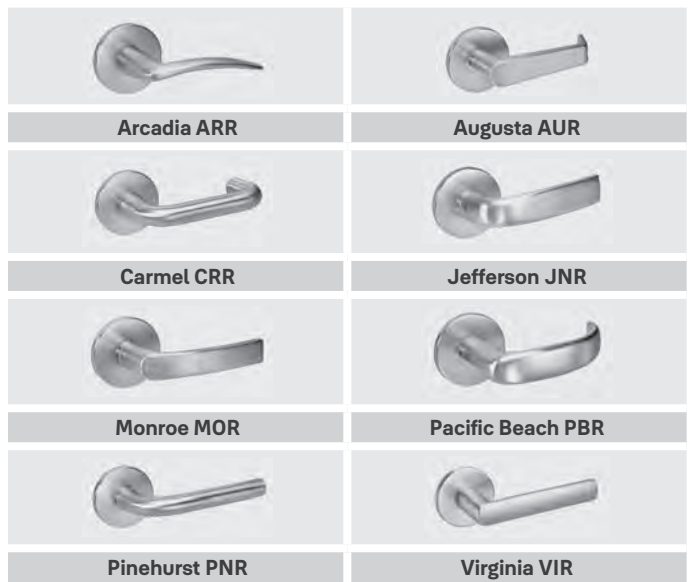 Arcadia ARR
Augusta AUR
Carmel CRR
Jefferson JNR
Monroe MOR
Pacific Beach PBR
Pinehurst PNR
Virginia VIR